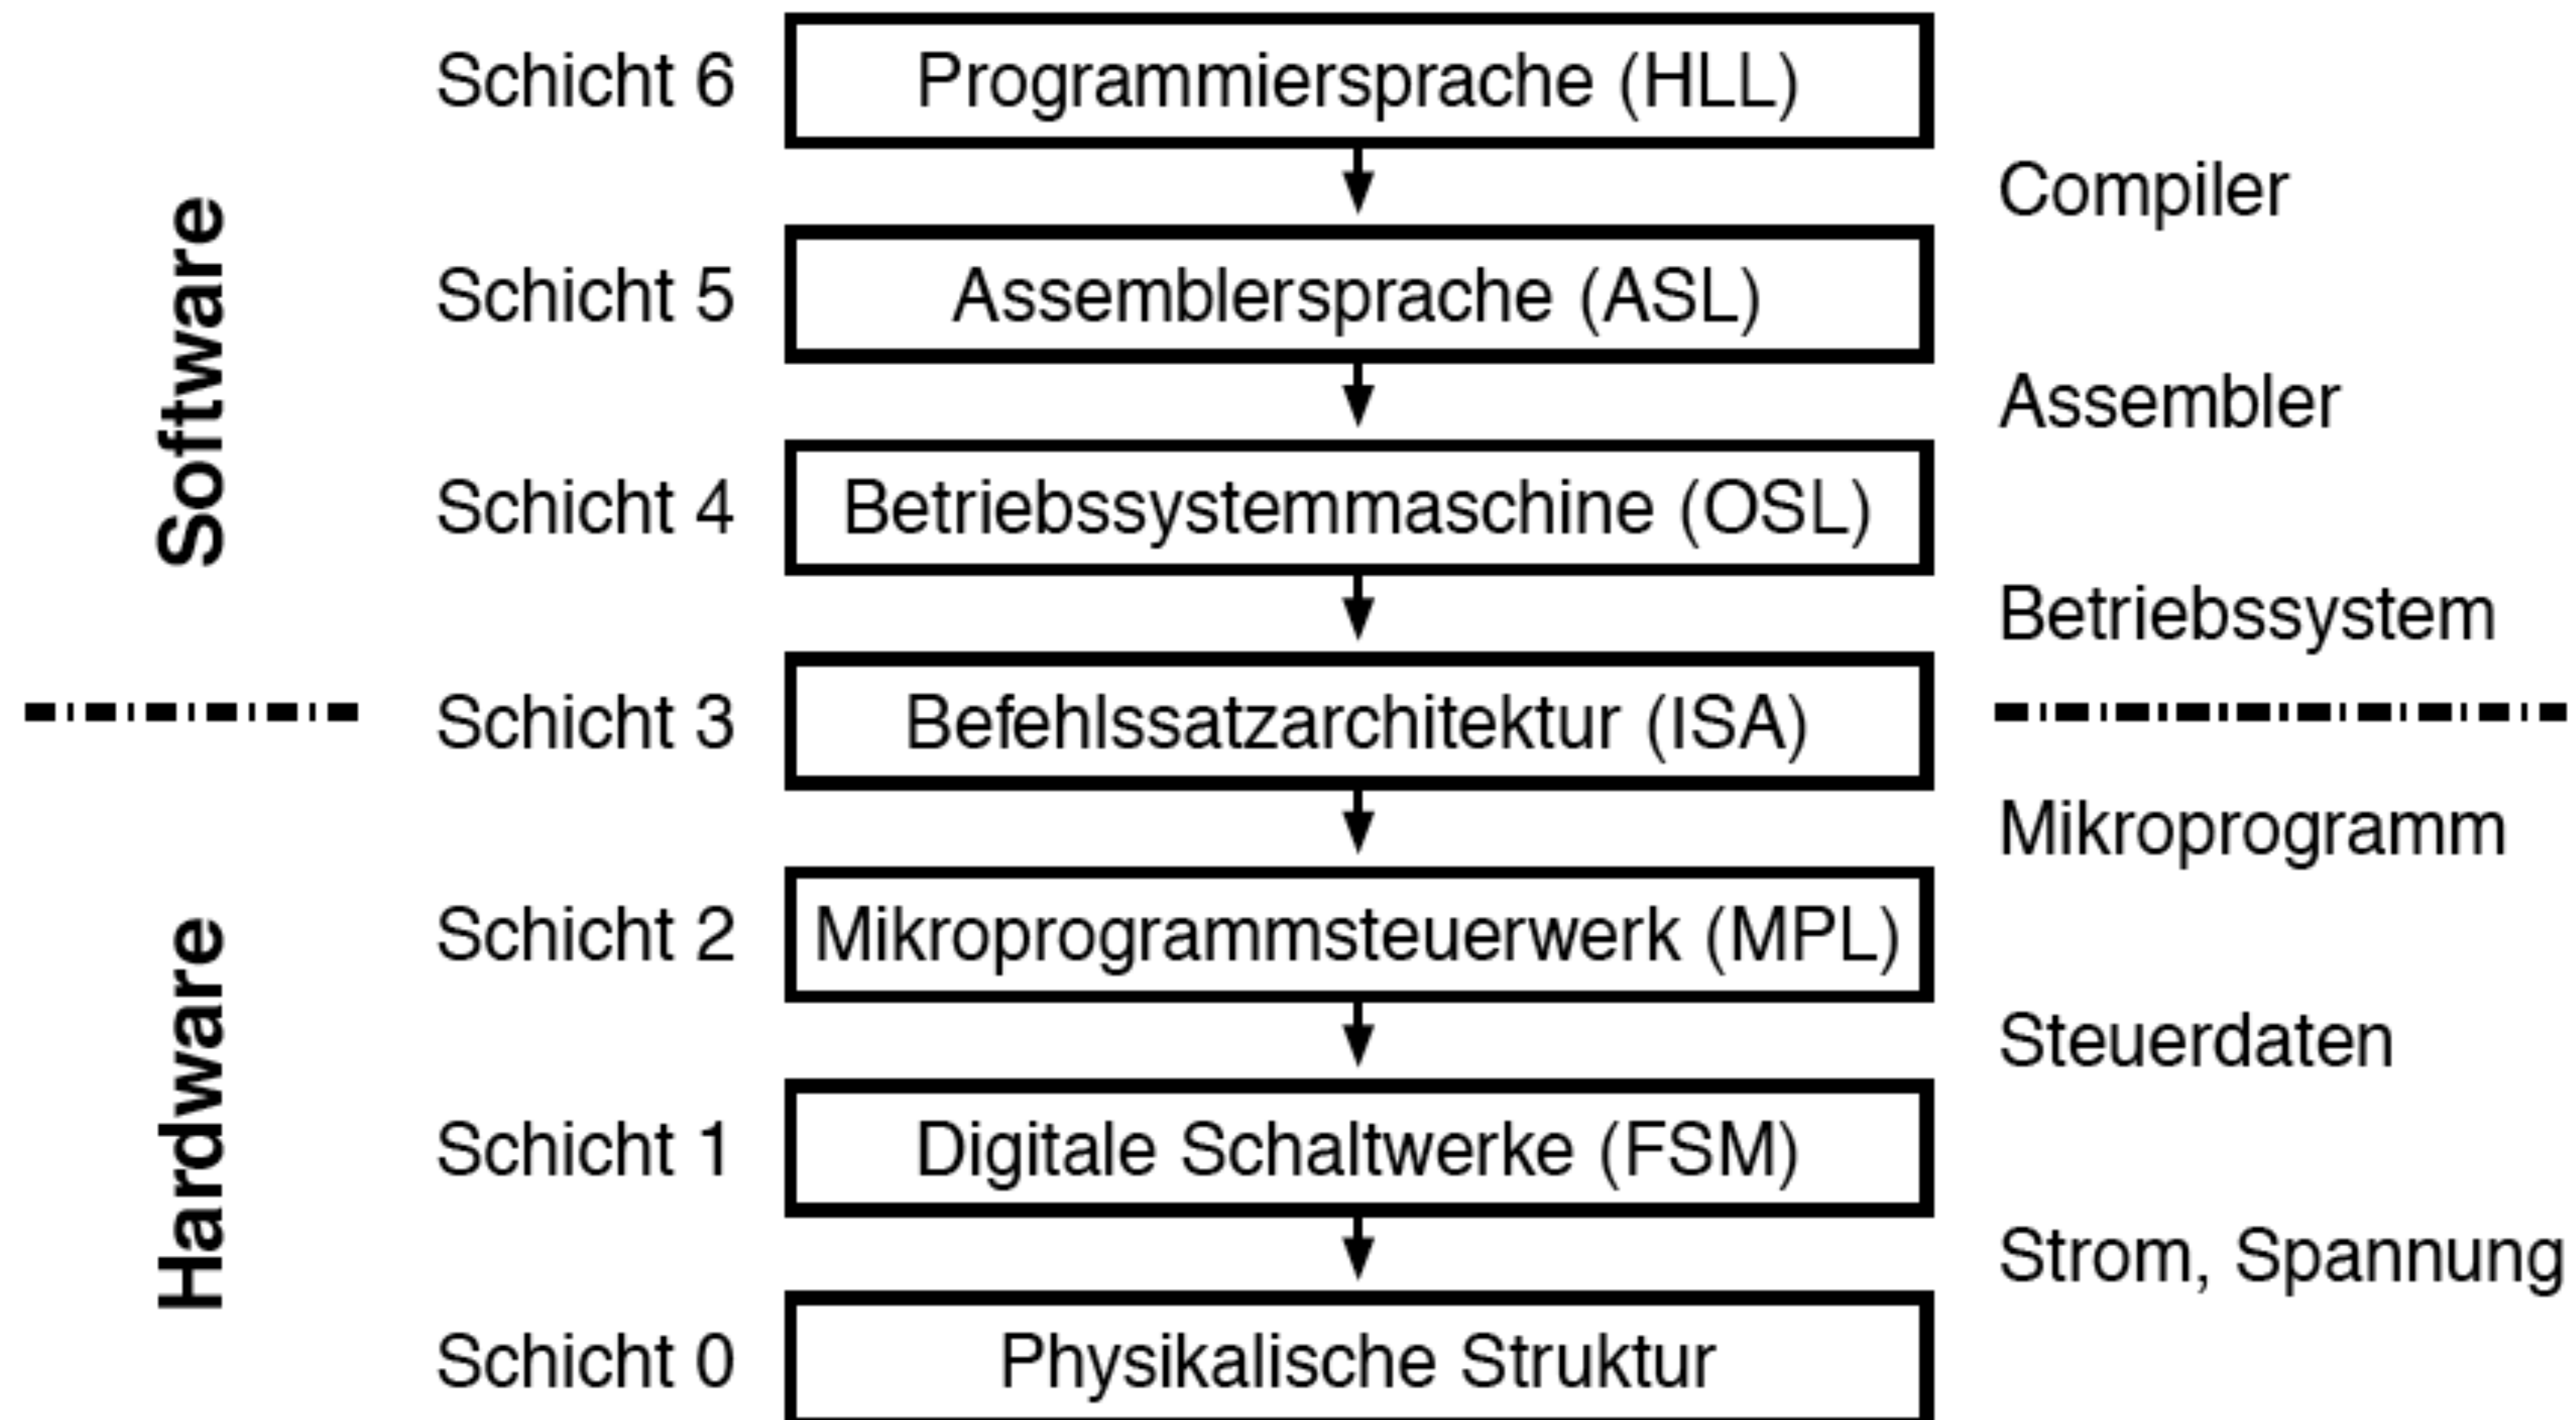 Schicht 6 Programmiersprache (HLL)
Compiler
Schicht 5 Assemblersprache (ASL)
Assembler
Software
Schicht 4 Betriebssystemmaschine (OSL)
Betriebssystem
Schicht 3 Befehlssatzarchitektur (ISA)
Mikroprogramm
Schicht 2 Mikroprogrammsteuerwerk (MPL)
Steuerdaten
Hardware
Schicht 1 Digitale Schaltwerke (FSM)
Strom, Spannung
Schicht 0 Physikalische Struktur